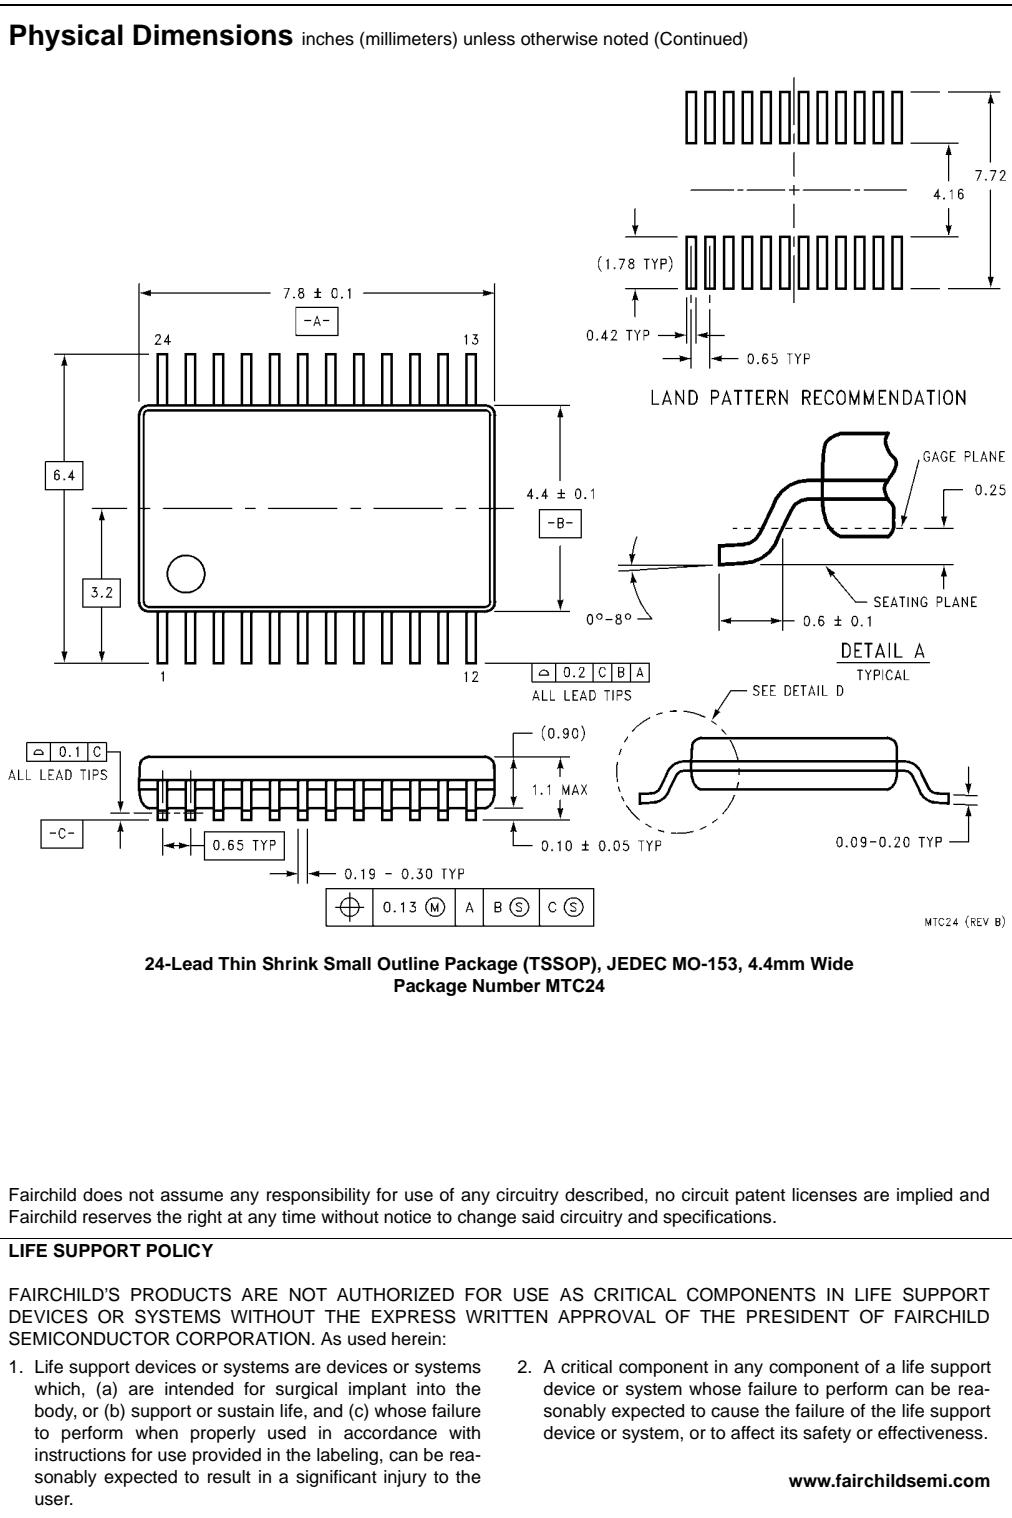 Physical Dimensions inches (millimeters) unless otherwise noted (Continued)
7.72
4.16
(1.78 TYP)
0.42 TYP
0.65 TYP
LAND PATTERN RECOMMENDATION
7.8 ± 0.1
-A-
24
13
6.4
3.2
4.4 ± 0.1
-B-
1
12
⌓ 0.2 C B A
ALL LEAD TIPS
GAGE PLANE
0.25
SEATING PLANE
0°-8°
0.6 ± 0.1
DETAIL A
TYPICAL
SEE DETAIL D
⌓ 0.1 C
ALL LEAD TIPS
(0.90)
1.1 MAX
-C-
0.65 TYP
0.10 ± 0.05 TYP
0.09-0.20 TYP
0.19 - 0.30 TYP
⌖ 0.13 Ⓜ A B Ⓢ C Ⓢ
MTC24 (REV B)
24-Lead Thin Shrink Small Outline Package (TSSOP), JEDEC MO-153, 4.4mm Wide
Package Number MTC24
Fairchild does not assume any responsibility for use of any circuitry described, no circuit patent licenses are implied and
Fairchild reserves the right at any time without notice to change said circuitry and specifications.
LIFE SUPPORT POLICY
FAIRCHILD'S PRODUCTS ARE NOT AUTHORIZED FOR USE AS CRITICAL COMPONENTS IN LIFE SUPPORT
DEVICES OR SYSTEMS WITHOUT THE EXPRESS WRITTEN APPROVAL OF THE PRESIDENT OF FAIRCHILD
SEMICONDUCTOR CORPORATION. As used herein:
1. Life support devices or systems are devices or systems
which, (a) are intended for surgical implant into the
body, or (b) support or sustain life, and (c) whose failure
to perform when properly used in accordance with
instructions for use provided in the labeling, can be rea-
sonably expected to result in a significant injury to the
user.
2. A critical component in any component of a life support
device or system whose failure to perform can be rea-
sonably expected to cause the failure of the life support
device or system, or to affect its safety or effectiveness.
www.fairchildsemi.com